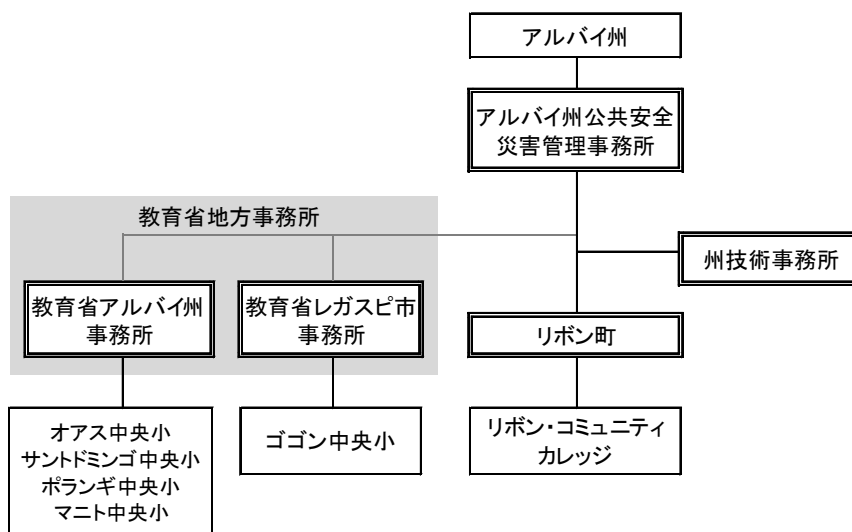 アルバイ州
アルバイ州公共安全
災害管理事務所
教育省地方事務所
州技術事務所
教育省アルバイ州
事務所
教育省レガスピ市
事務所
リボン町
オアス中央小
サントドミンゴ中央小
ポランギ中央小
マニト中央小
ゴゴン中央小
リボン・コミュニティ
カレッジ